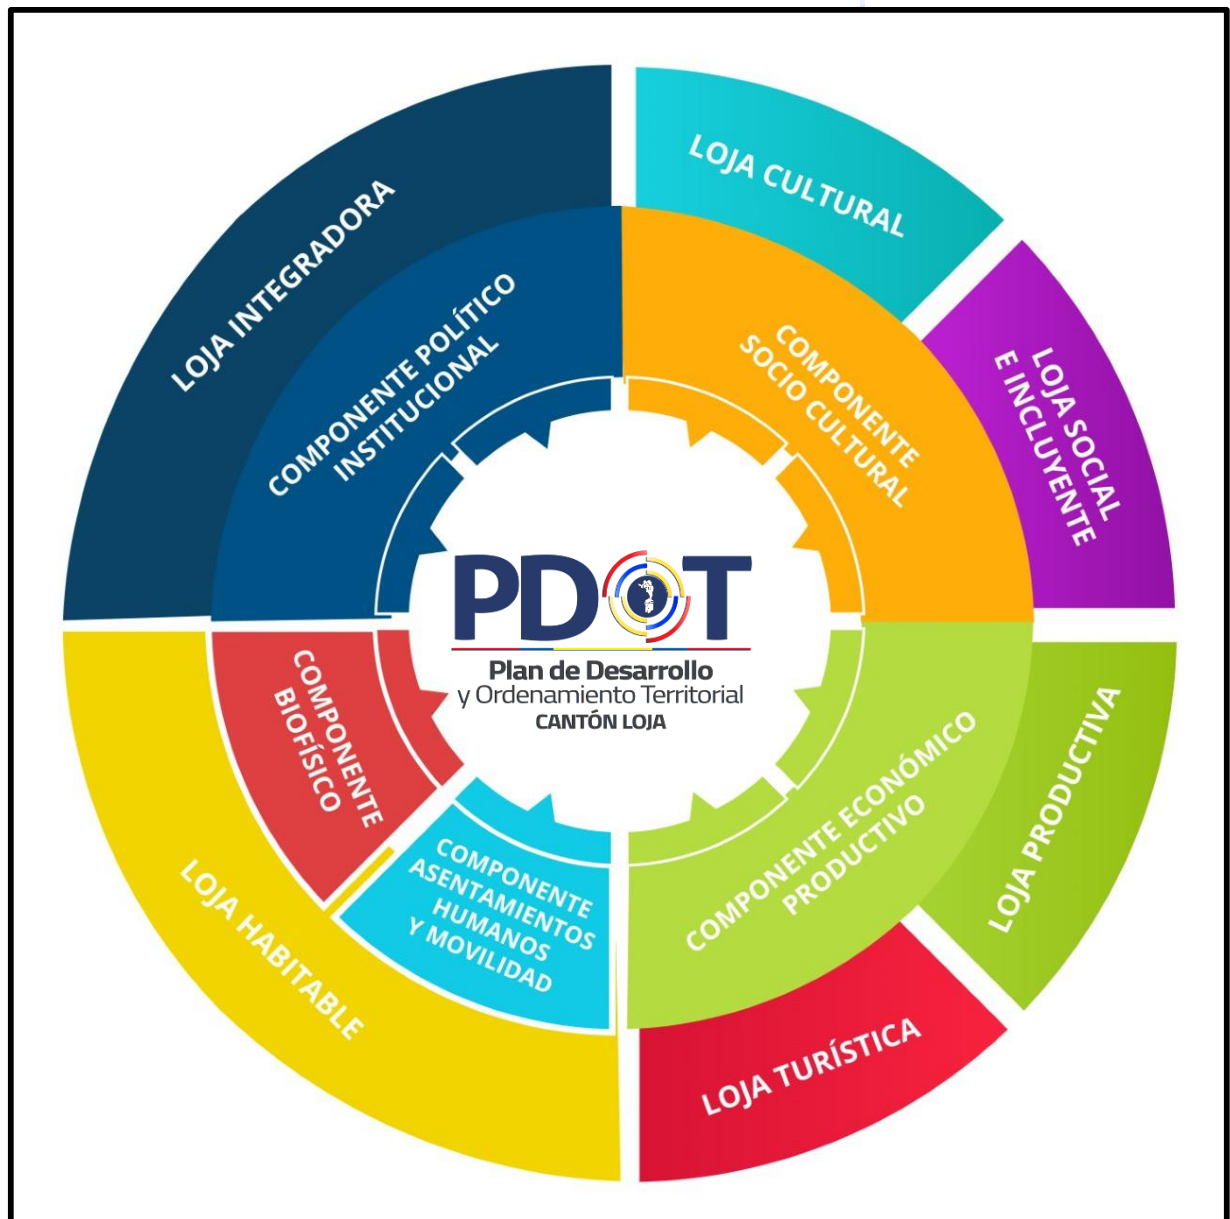 LOJA INTEGRADORA
LOJA CULTURAL
LOJA SOCIAL
E INCLUYENTE
COMPONENTE POLÍTICO
INSTITUCIONAL
COMPONENTE
SOCIO CULTURAL
PDOT
Plan de Desarrollo
y Ordenamiento Territorial
CANTÓN LOJA
COMPONENTE
BIOFÍSICO
COMPONENTE
ASENTAMIENTOS
HUMANOS
Y MOVILIDAD
COMPONENTE ECONÓMICO
PRODUCTIVO
LOJA PRODUCTIVA
LOJA HABITABLE
LOJA TURÍSTICA